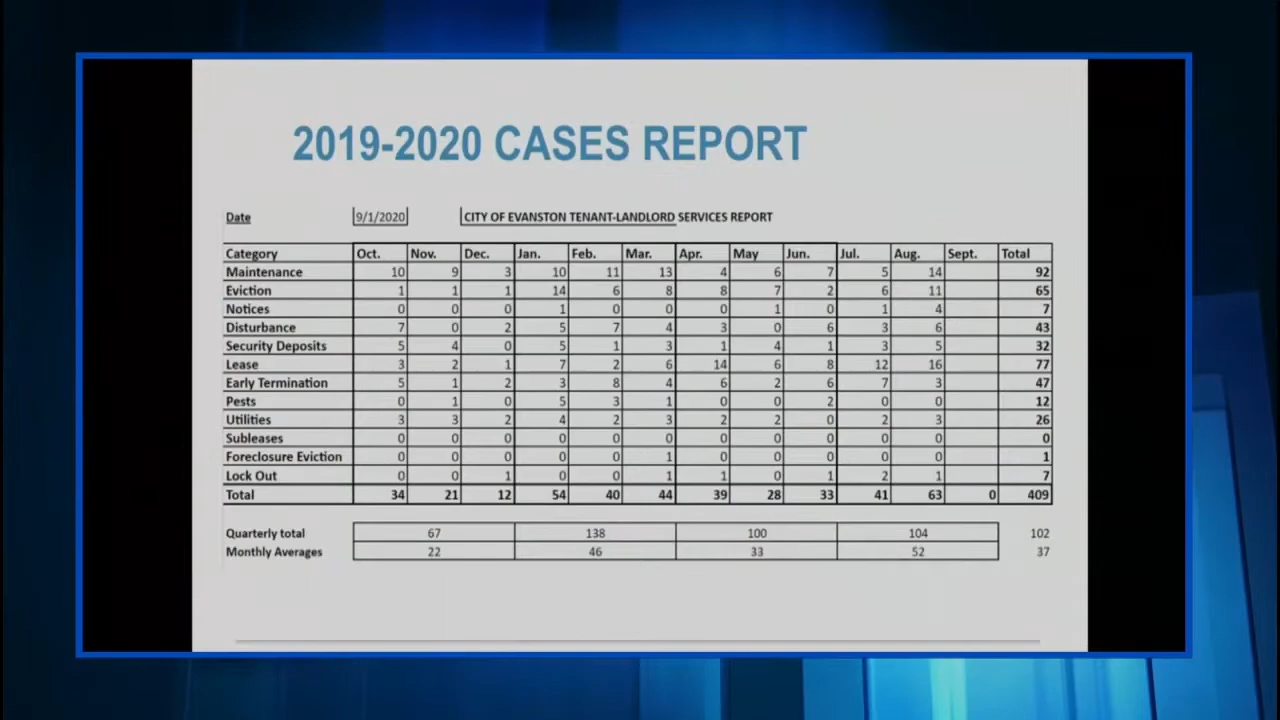 2019-2020 CASES REPORT
Date 9/1/2020 CITY OF EVANSTON TENANT-LANDLORD SERVICES REPORT
Category Oct. Nov. Dec. Jan. Feb. Mar. Apr. May Jun. Jul. Aug. Sept. Total
Maintenance 10 9 3 10 11 13 4 6 7 5 14 92
Eviction 1 1 1 14 6 8 8 7 2 6 11 65
Notices 0 0 0 1 0 0 0 1 0 1 4 7
Disturbance 7 0 2 5 7 4 3 0 6 3 6 43
Security Deposits 5 4 0 5 1 3 1 4 1 3 5 32
Lease 3 2 1 7 2 6 14 6 8 12 16 77
Early Termination 5 1 2 3 8 4 6 2 6 7 3 47
Pests 0 1 0 5 3 1 0 0 2 0 0 12
Utilities 3 3 2 4 2 3 2 2 0 2 3 26
Subleases 0 0 0 0 0 0 0 0 0 0 0 0
Foreclosure Eviction 0 0 0 0 0 1 0 0 0 0 0 1
Lock Out 0 0 1 0 0 1 1 0 1 2 1 7
Total 34 21 12 54 40 44 39 28 33 41 63 0 409
Quarterly total 67 138 100 104 102
Monthly Averages 22 46 33 52 37